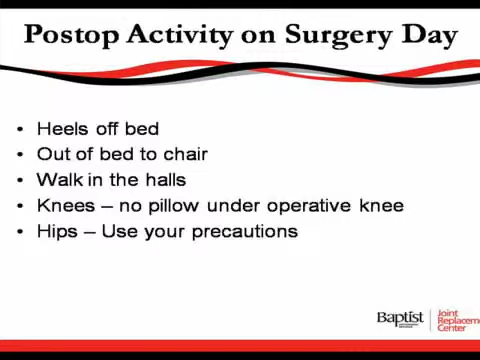 Postop Activity on Surgery Day
• Heels off bed
• Out of bed to chair
• Walk in the halls
• Knees – no pillow under operative knee
• Hips – Use your precautions
Baptist
Joint
Center